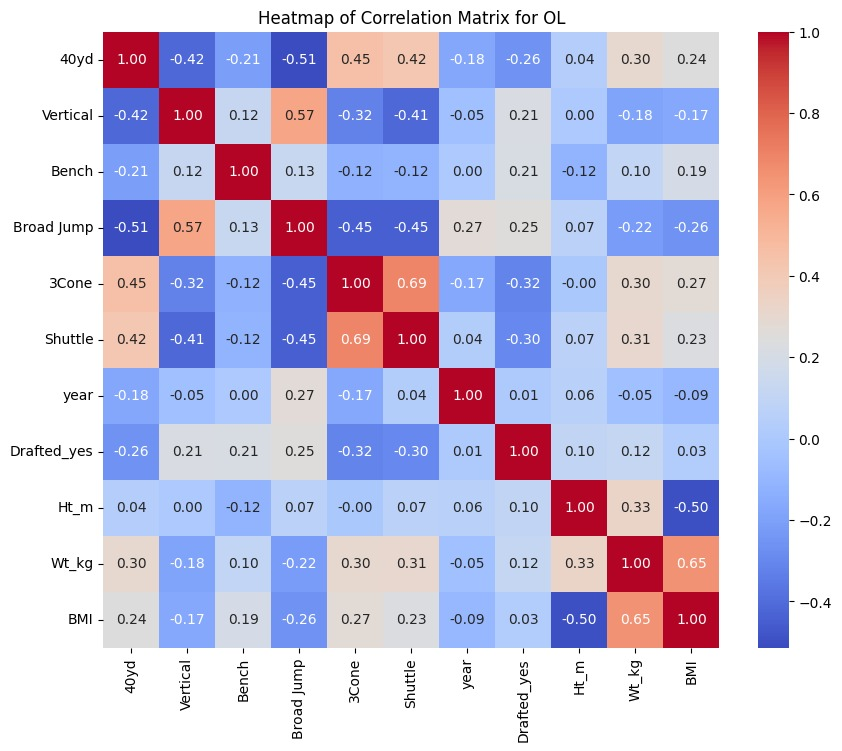 Heatmap of Correlation Matrix for OL
40yd 1.00 -0.42 -0.21 -0.51 0.45 0.42 -0.18 -0.26 0.04 0.30 0.24
Vertical -0.42 1.00 0.12 0.57 -0.32 -0.41 -0.05 0.21 0.00 -0.18 -0.17
Bench -0.21 0.12 1.00 0.13 -0.12 -0.12 0.00 0.21 -0.12 0.10 0.19
Broad Jump -0.51 0.57 0.13 1.00 -0.45 -0.45 0.27 0.25 0.07 -0.22 -0.26
3Cone 0.45 -0.32 -0.12 -0.45 1.00 0.69 -0.17 -0.32 -0.00 0.30 0.27
Shuttle 0.42 -0.41 -0.12 -0.45 0.69 1.00 0.04 -0.30 0.07 0.31 0.23
year -0.18 -0.05 0.00 0.27 -0.17 0.04 1.00 0.01 0.06 -0.05 -0.09
Drafted_yes -0.26 0.21 0.21 0.25 -0.32 -0.30 0.01 1.00 0.10 0.12 0.03
Ht_m 0.04 0.00 -0.12 0.07 -0.00 0.07 0.06 0.10 1.00 0.33 -0.50
Wt_kg 0.30 -0.18 0.10 -0.22 0.30 0.31 -0.05 0.12 0.33 1.00 0.65
BMI 0.24 -0.17 0.19 -0.26 0.27 0.23 -0.09 0.03 -0.50 0.65 1.00
40yd Vertical Bench Broad Jump 3Cone Shuttle year Drafted_yes Ht_m Wt_kg BMI
1.0
0.8
0.6
0.4
0.2
0.0
−0.2
−0.4